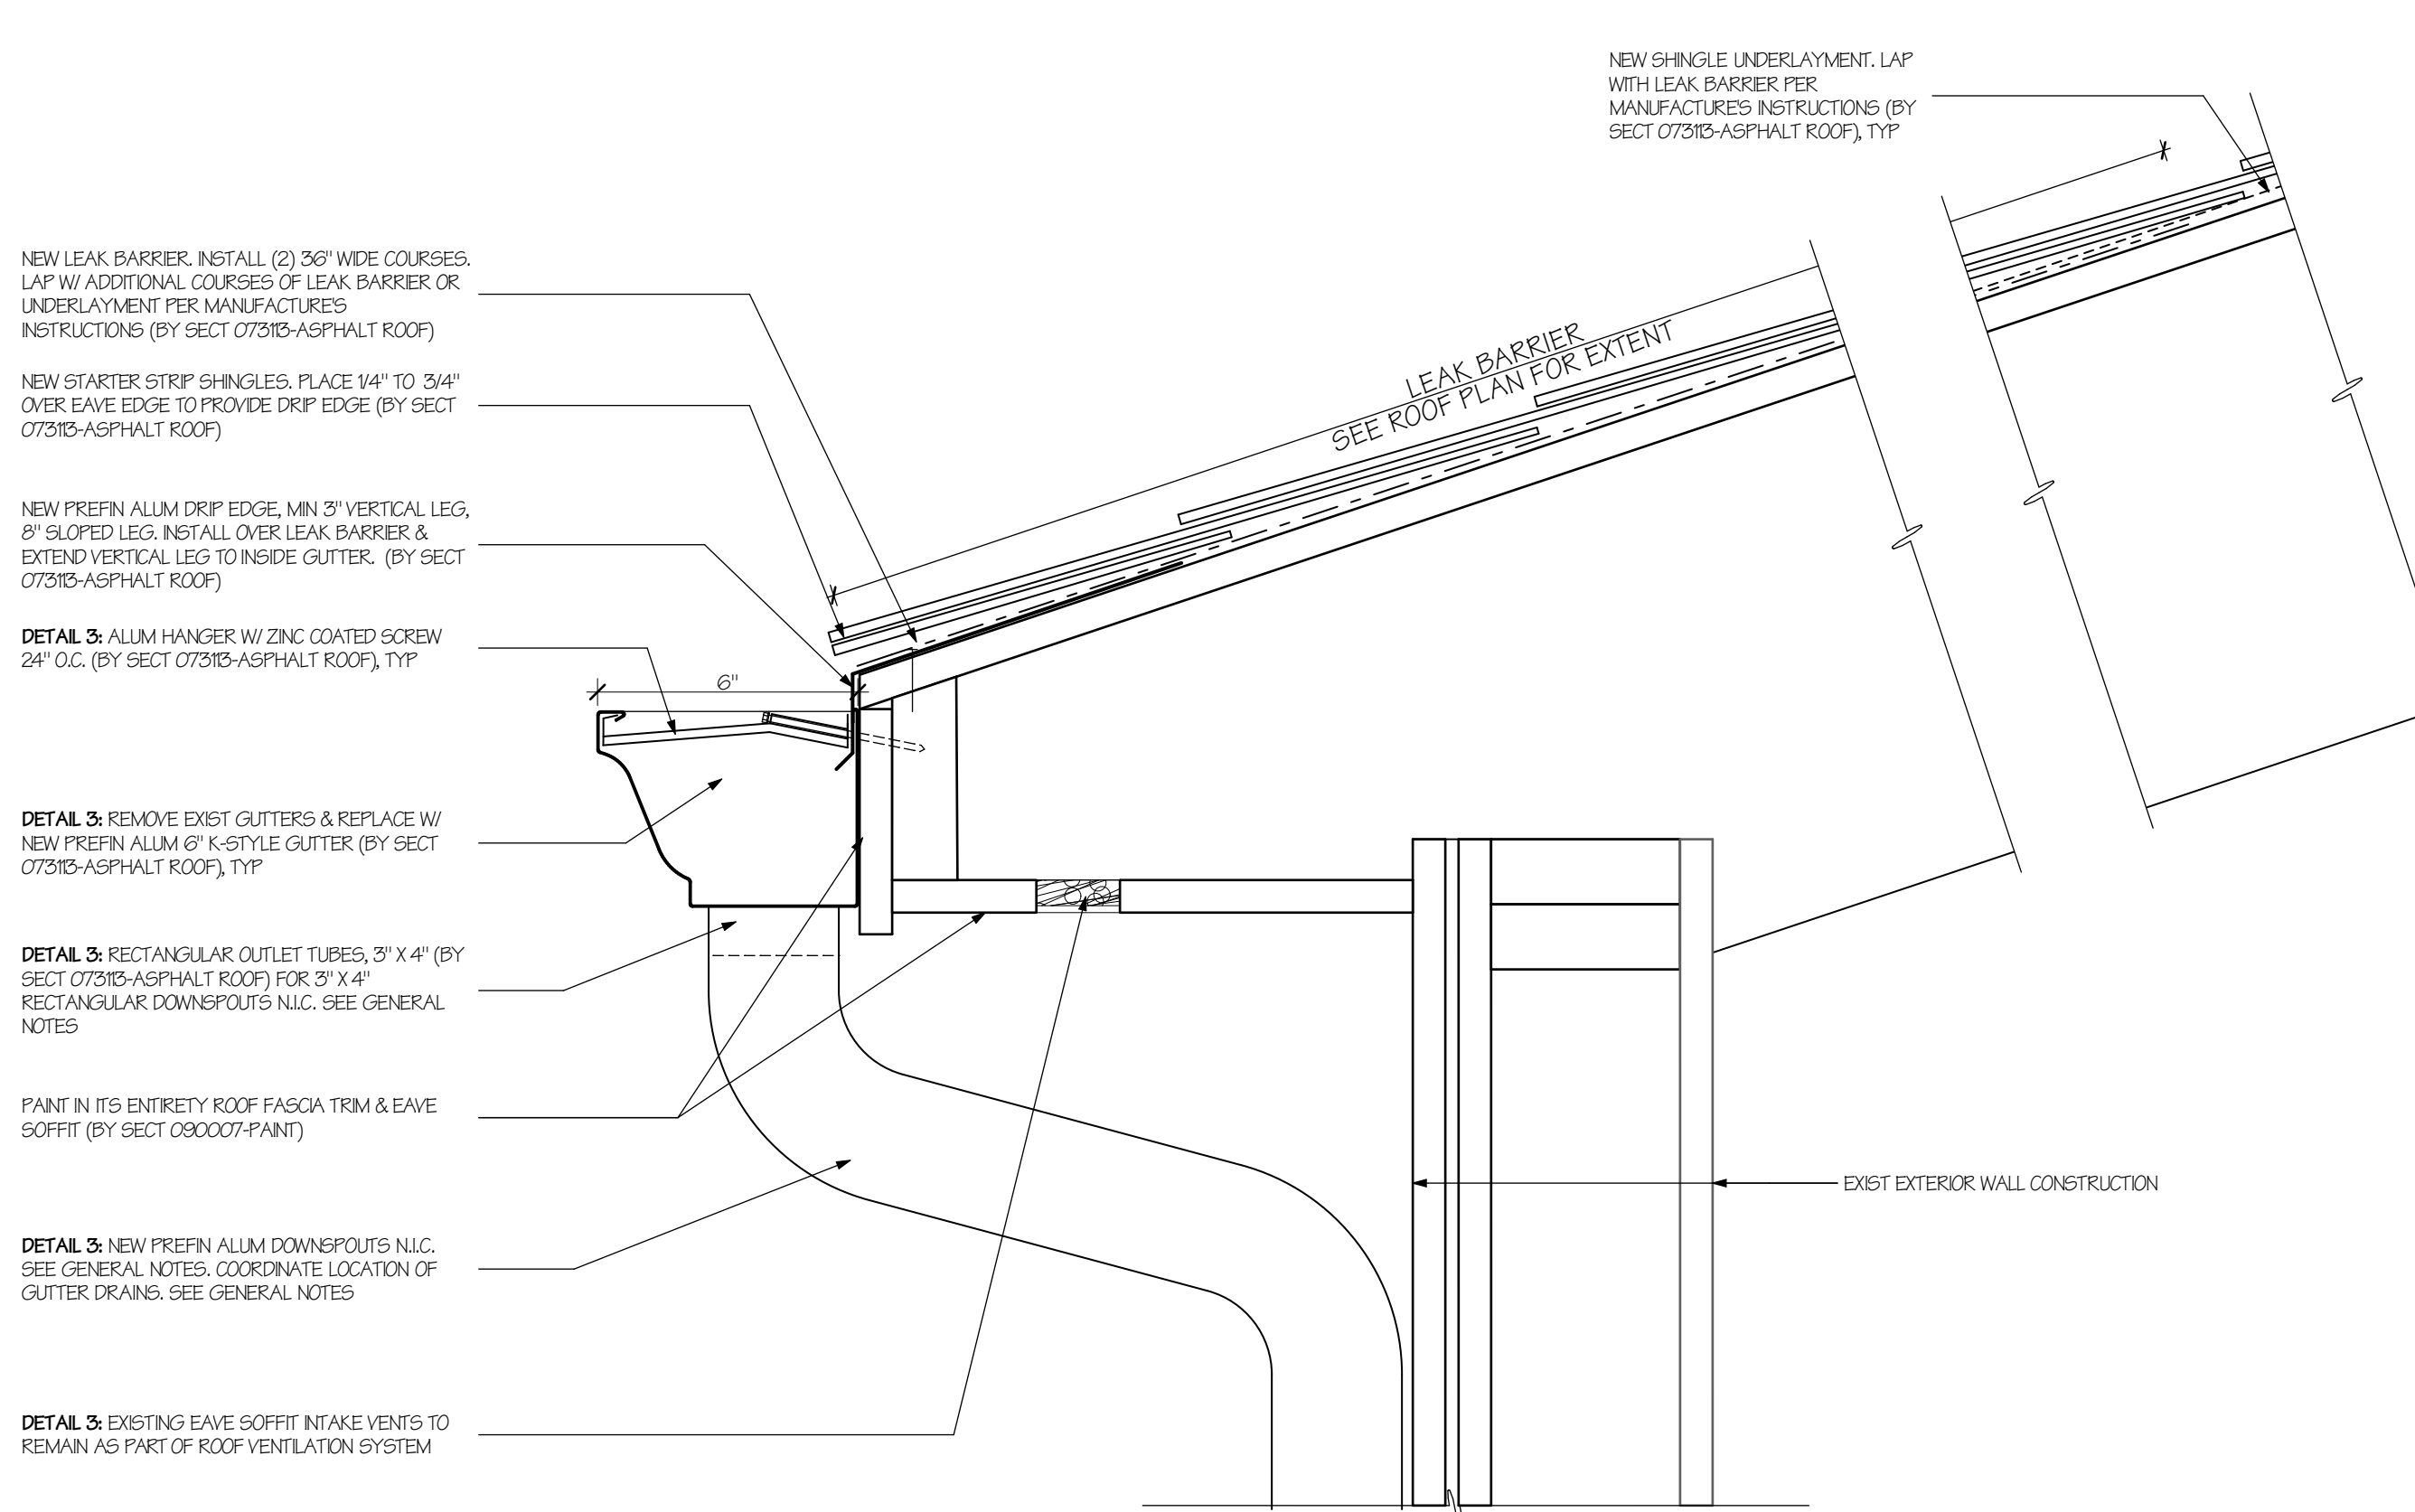 NEW SHINGLE UNDERLAYMENT. LAP
WITH LEAK BARRIER PER
MANUFACTURE'S INSTRUCTIONS (BY
SECT 073113-ASPHALT ROOF), TYP
NEW LEAK BARRIER. INSTALL (2) 36" WIDE COURSES.
LAP W/ ADDITIONAL COURSES OF LEAK BARRIER OR
UNDERLAYMENT PER MANUFACTURE'S
INSTRUCTIONS (BY SECT 073113-ASPHALT ROOF)
LEAK BARRIER
SEE ROOF PLAN FOR EXTENT
NEW STARTER STRIP SHINGLES. PLACE 1/4" TO 3/4"
OVER EAVE EDGE TO PROVIDE DRIP EDGE (BY SECT
073113-ASPHALT ROOF)
NEW PREFIN ALUM DRIP EDGE, MIN 3" VERTICAL LEG,
8" SLOPED LEG. INSTALL OVER LEAK BARRIER &
EXTEND VERTICAL LEG TO INSIDE GUTTER. (BY SECT
073113-ASPHALT ROOF)
DETAIL 3: ALUM HANGER W/ ZINC COATED SCREW
24" O.C. (BY SECT 073113-ASPHALT ROOF), TYP
6"
DETAIL 3: REMOVE EXIST GUTTERS & REPLACE W/
NEW PREFIN ALUM 6" K-STYLE GUTTER (BY SECT
073113-ASPHALT ROOF), TYP
DETAIL 3: RECTANGULAR OUTLET TUBES, 3" X 4" (BY
SECT 073113-ASPHALT ROOF) FOR 3" X 4"
RECTANGULAR DOWNSPOUTS N.I.C. SEE GENERAL
NOTES
PAINT IN ITS ENTIRETY ROOF FASCIA TRIM & EAVE
SOFFIT (BY SECT 090007-PAINT)
EXIST EXTERIOR WALL CONSTRUCTION
DETAIL 3: NEW PREFIN ALUM DOWNSPOUTS N.I.C.
SEE GENERAL NOTES. COORDINATE LOCATION OF
GUTTER DRAINS. SEE GENERAL NOTES
DETAIL 3: EXISTING EAVE SOFFIT INTAKE VENTS TO
REMAIN AS PART OF ROOF VENTILATION SYSTEM